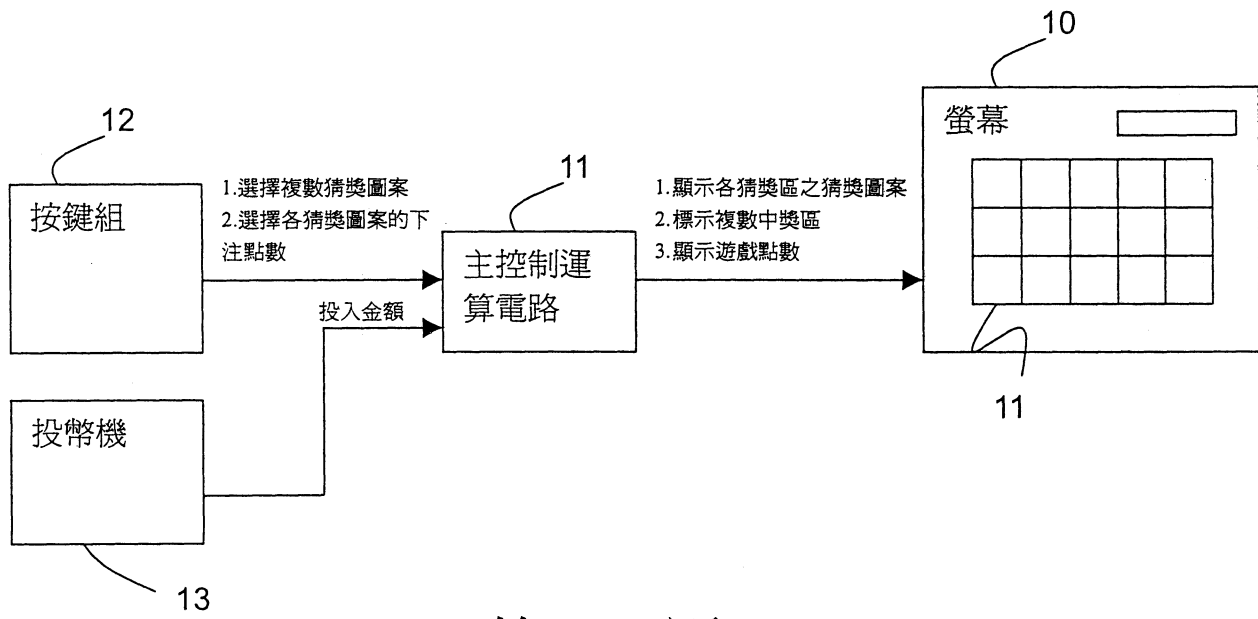 10
螢幕
12
按鍵組
1.選擇複數猜獎圖案
2.選擇各猜獎圖案的下
注點數
11
主控制運
算電路
1.顯示各猜獎區之猜獎圖案
2.標示複數中獎區
3.顯示遊戲點數
投入金額
11
投幣機
13